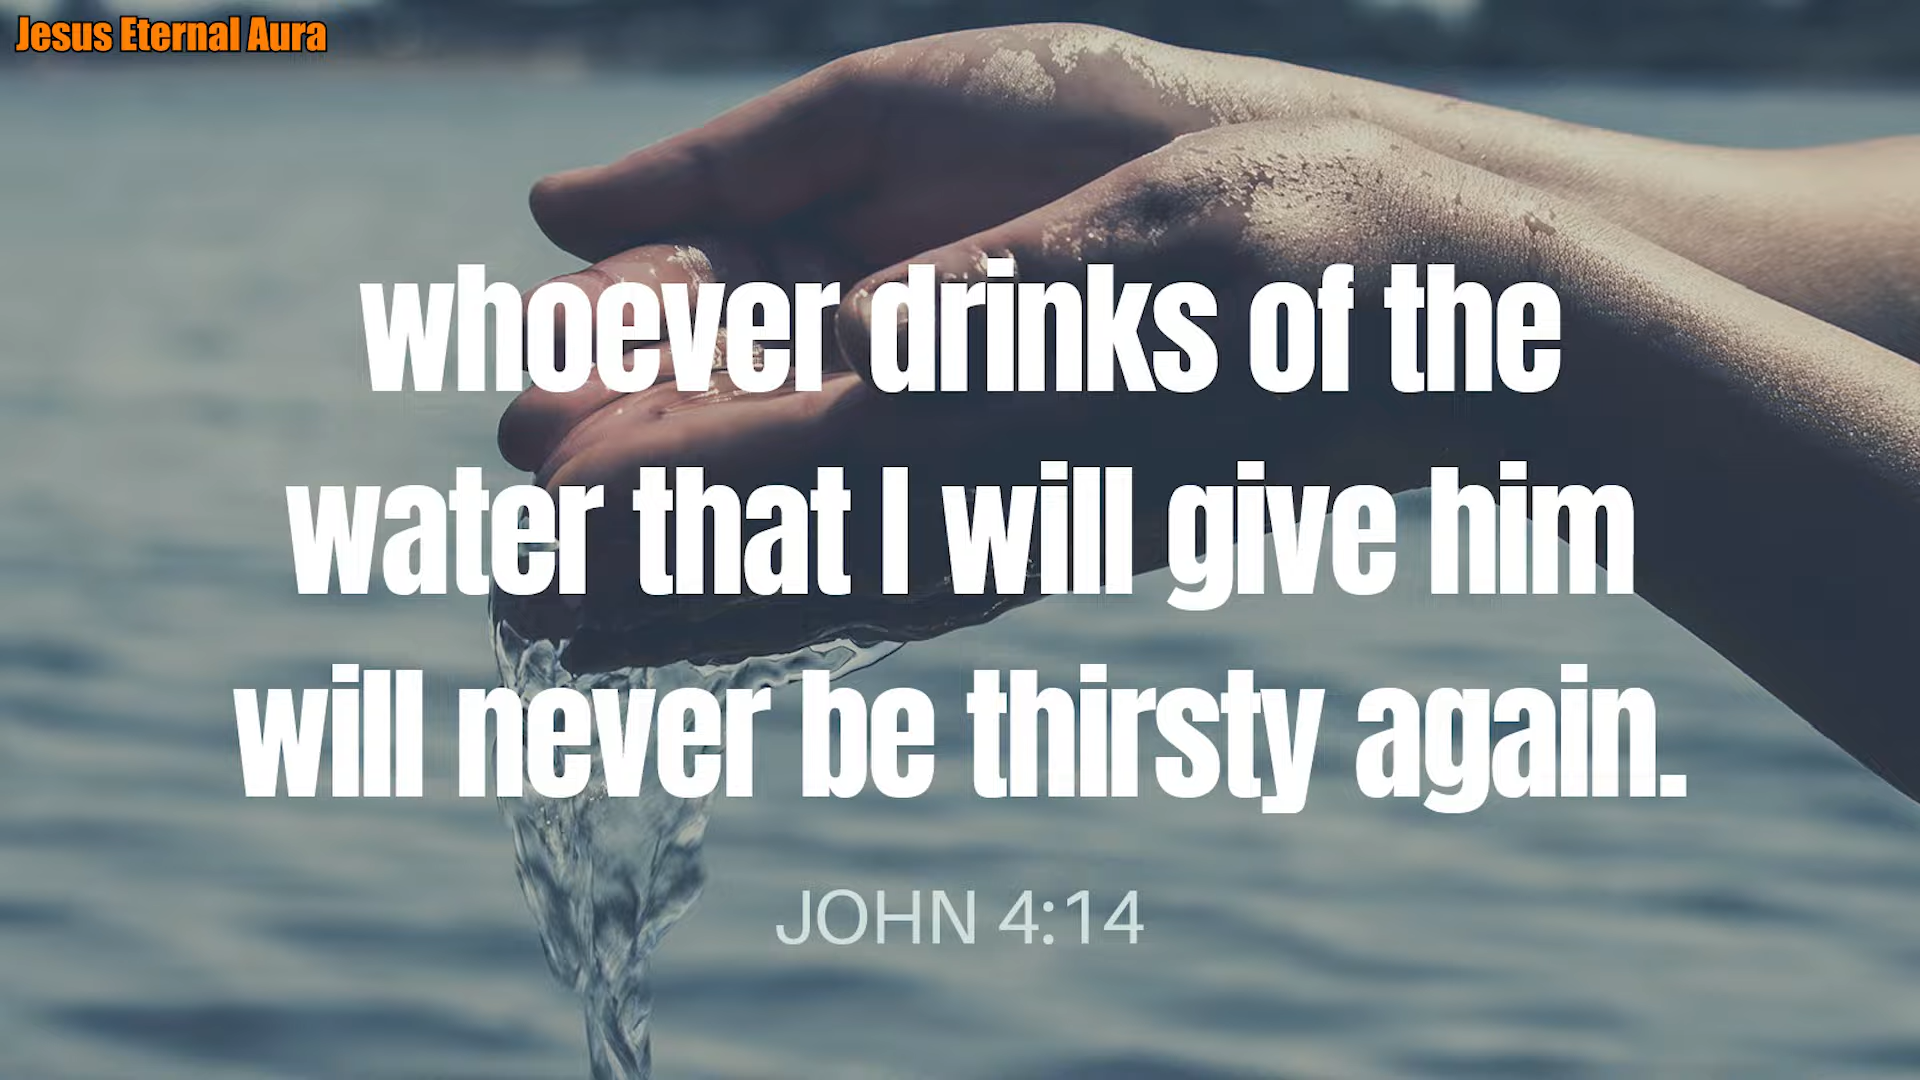 Jesus Eternal Aura
whoever drinks of the
water that I will give him
will never be thirsty again.
JOHN 4:14